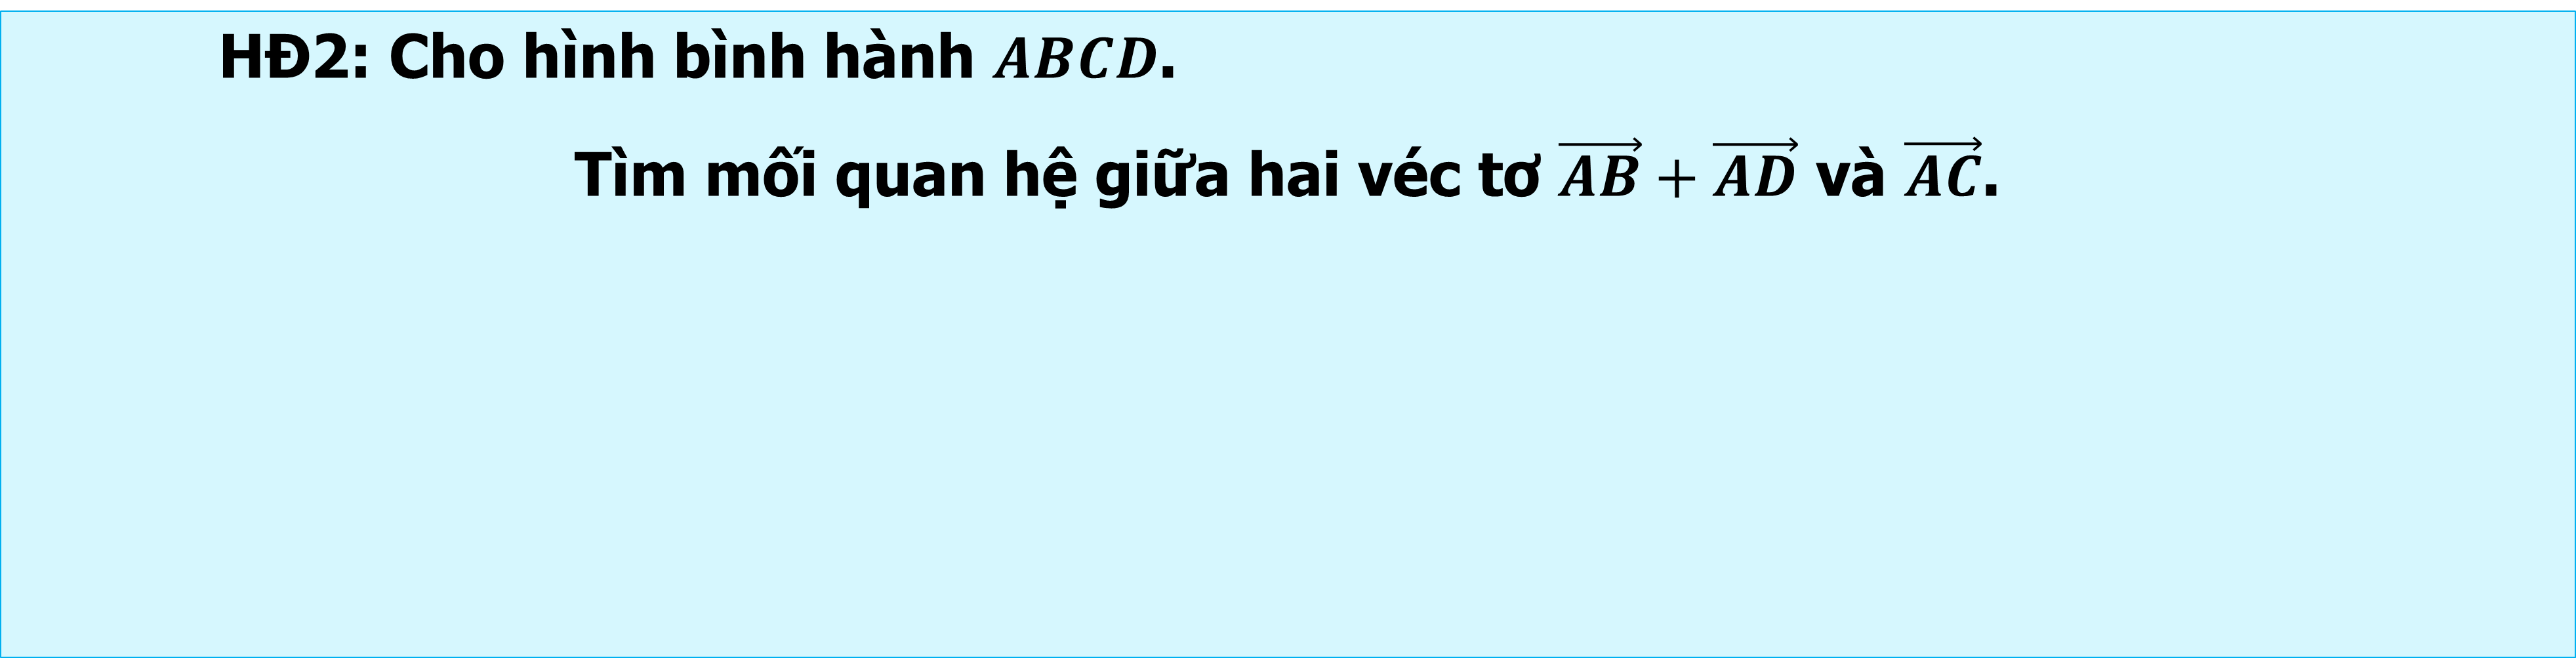 HĐ2: Cho hình bình hành $ABCD$.
Tìm mối quan hệ giữa hai véc tơ $\overrightarrow{AB} + \overrightarrow{AD}$ và $\overrightarrow{AC}$.